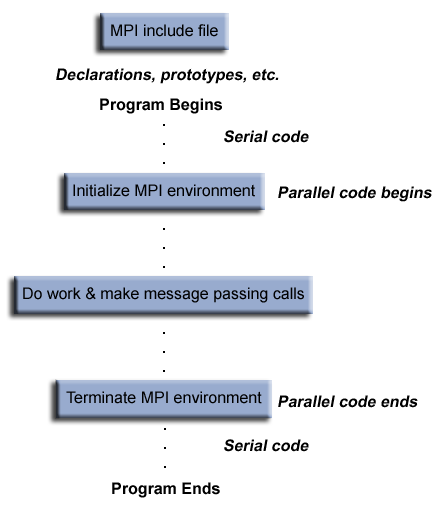 MPI include file
Declarations, prototypes, etc.
Program Begins
Serial code
Initialize MPI environment
Parallel code begins
Do work & make message passing calls
Terminate MPI environment
Parallel code ends
Serial code
Program Ends